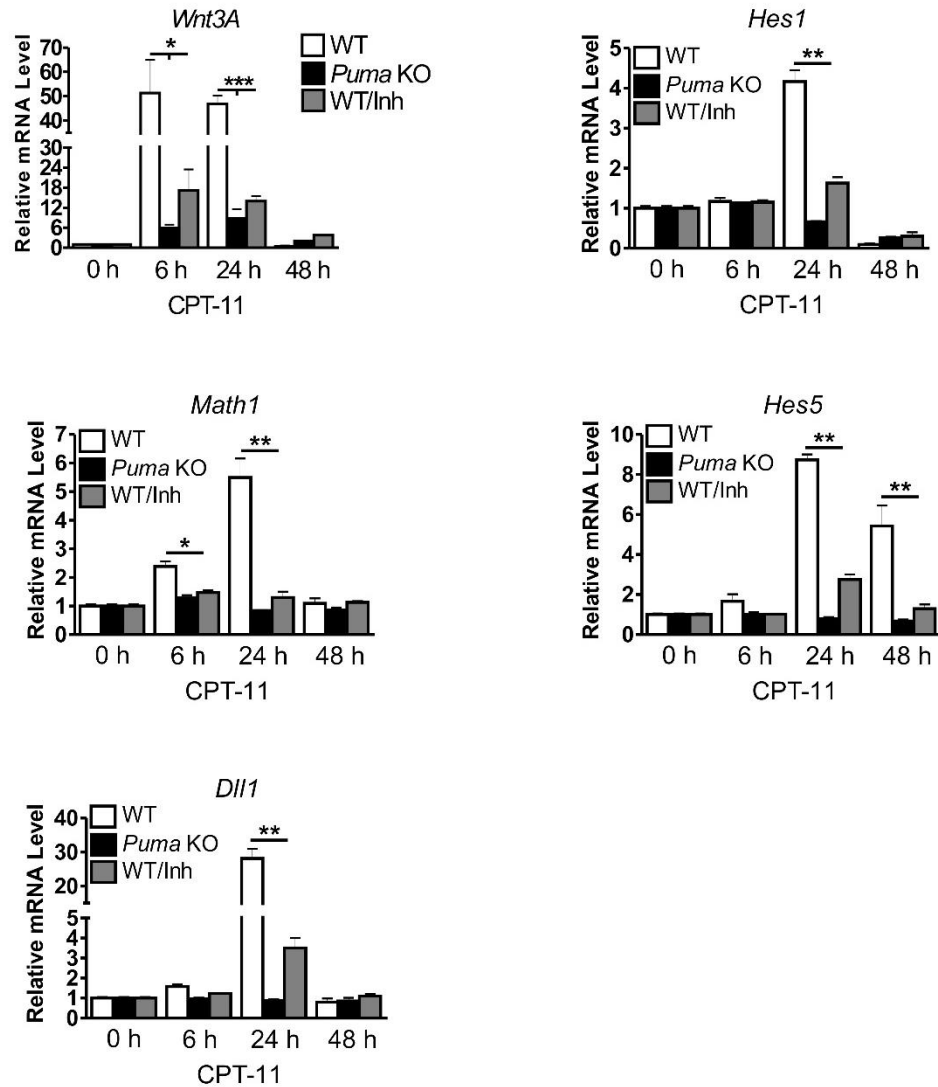 Wnt3A
Relative mRNA Level
70
60
50
40
30
24
18
12
6
0
*
***
WT
Puma KO
WT/Inh
0 h 6 h 24 h 48 h
CPT-11
Hes1
Relative mRNA Level
5
4
3
2
1
0
WT
Puma KO
WT/Inh
**
0 h 6 h 24 h 48 h
CPT-11
Math1
Relative mRNA Level
7
6
5
4
3
2
1
0
WT
Puma KO
WT/Inh
*
**
0 h 6 h 24 h 48 h
CPT-11
Hes5
Relative mRNA Level
10
8
6
4
2
0
WT
Puma KO
WT/Inh
**
**
0 h 6 h 24 h 48 h
CPT-11
Dll1
Relative mRNA Level
40
30
20
5
4
3
2
1
0
WT
Puma KO
WT/Inh
**
0 h 6 h 24 h 48 h
CPT-11